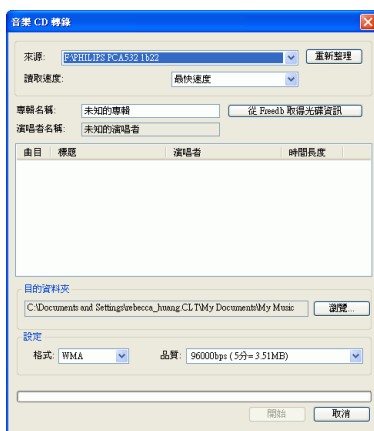 音樂 CD 轉錄
來源: F:\PHILIPS PCA532 1b22 重新整理
讀取速度: 最快速度
專輯名稱: 未知的專輯 從 Freedb 取得光碟資訊
演唱者名稱: 未知的演唱者
曲目 標題 演唱者 時間長度
目的資料夾
C:\Documents and Settings\rebecca_huang.CLT\My Documents\My Music 瀏覽...
設定
格式: WMA 品質: 96000bps ( 5分= 3.51MB)
開始 取消